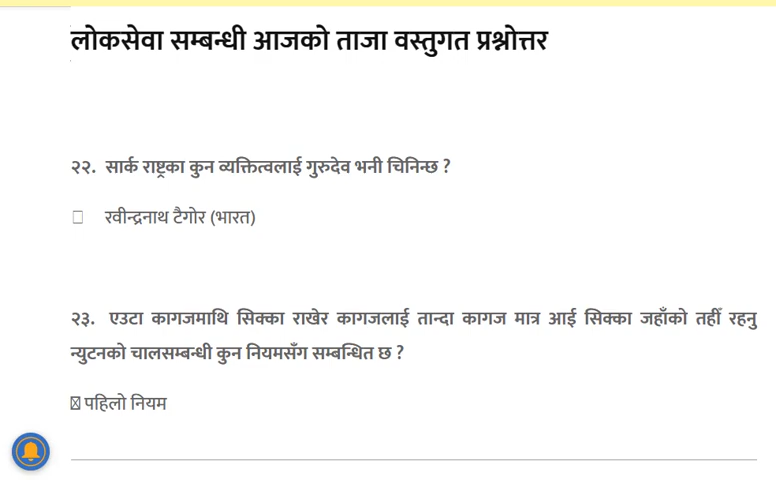 लोकसेवा सम्बन्धी आजको ताजा वस्तुगत प्रश्नोत्तर
२२. सार्क राष्ट्रका कुन व्यक्तित्वलाई गुरुदेव भनी चिनिन्छ ?
रवीन्द्रनाथ टैगोर (भारत)
२३. एउटा कागजमाथि सिक्का राखेर कागजलाई तान्दा कागज मात्र आई सिक्का जहाँको तहीँ रहनु
न्युटनको चालसम्बन्धी कुन नियमसँग सम्बन्धित छ ?
पहिलो नियम